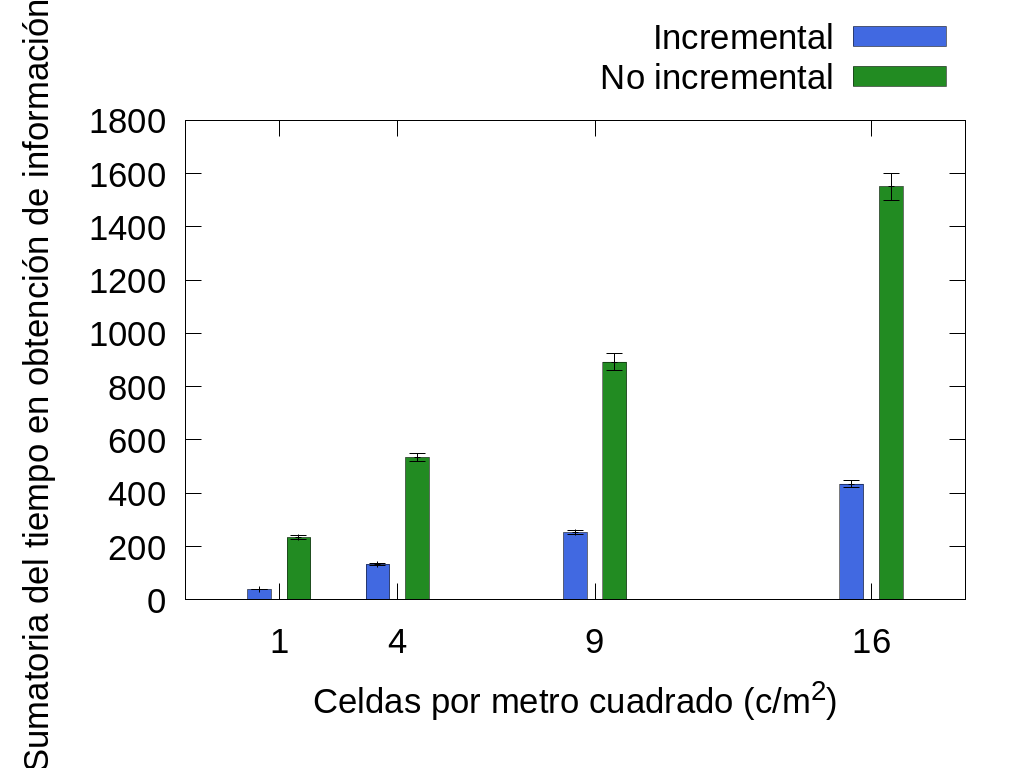 Incremental
No incremental
Sumatoria del tiempo en obtención de información
1800
1600
1400
1200
1000
800
600
400
200
0
1 4 9 16
Celdas por metro cuadrado (c/m²)